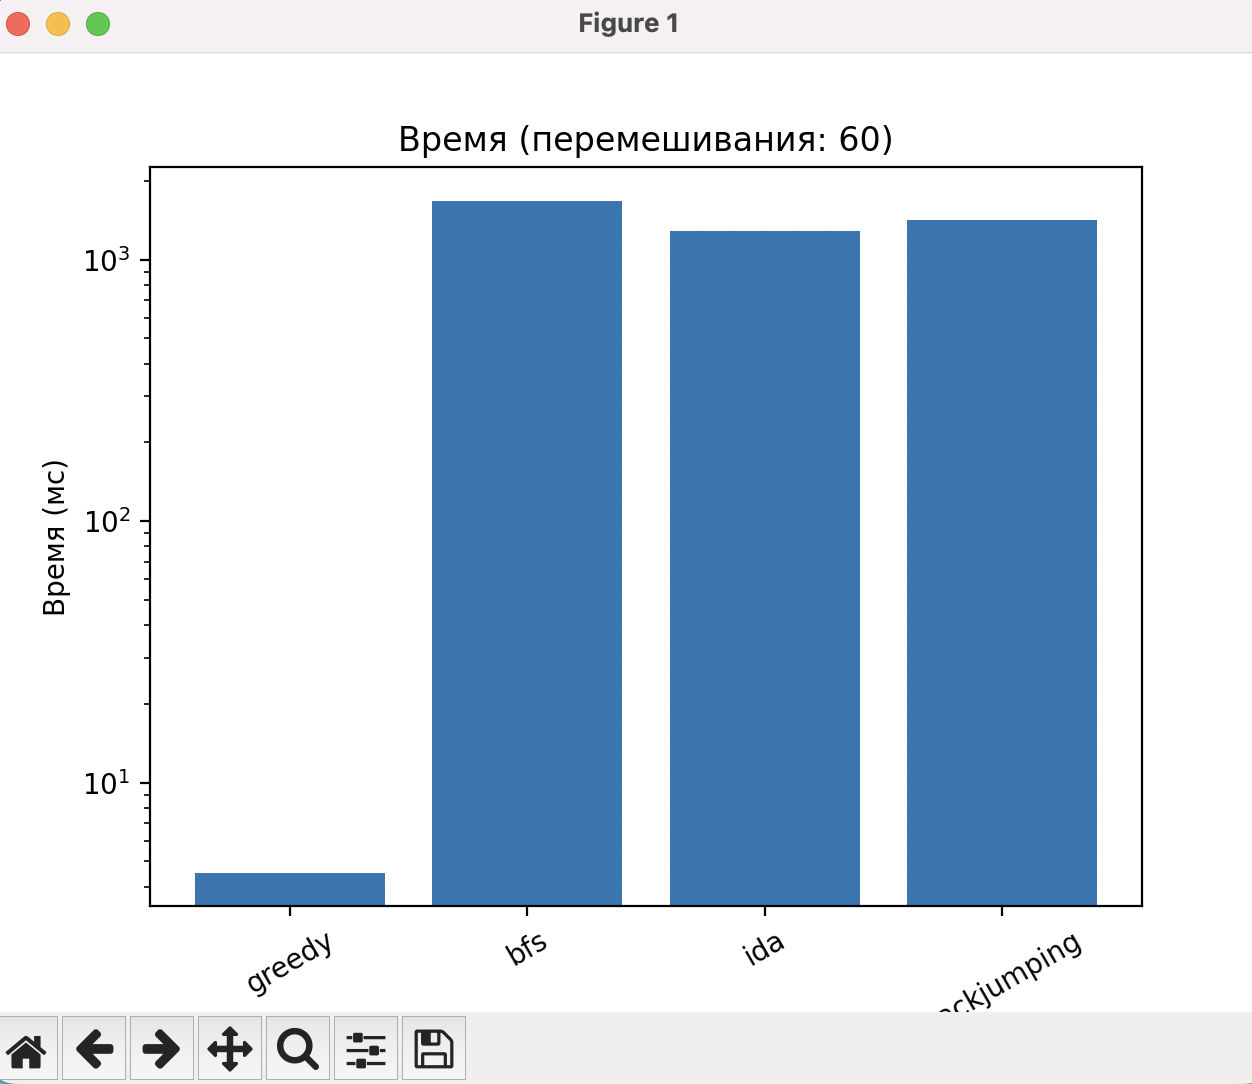 Figure 1
Время (перемешивания: 60)
10³
10²
10¹
Время (мс)
greedy
bfs
ida
ckjumping